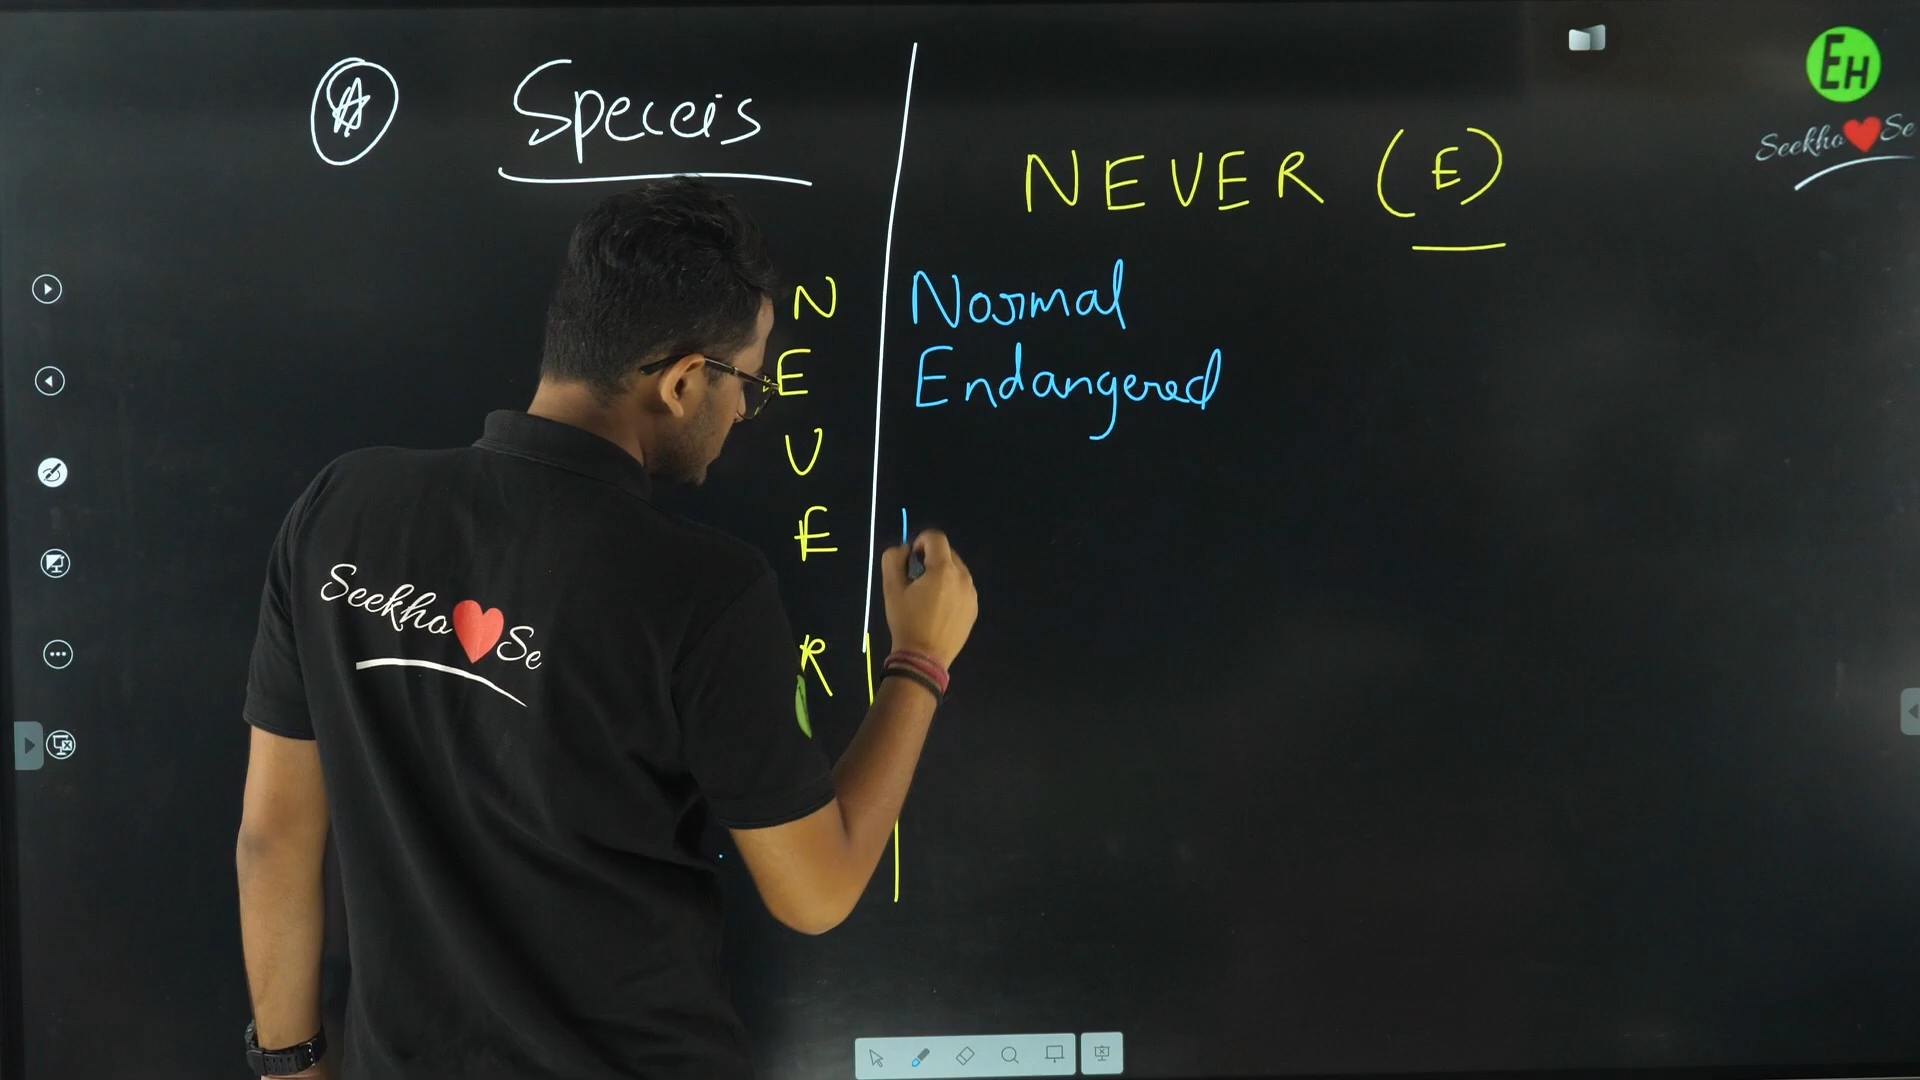 Speceis
NEVER (E)
N Normal
E Endangered
V
E
R
EH
Seekho Se
Seekho Se